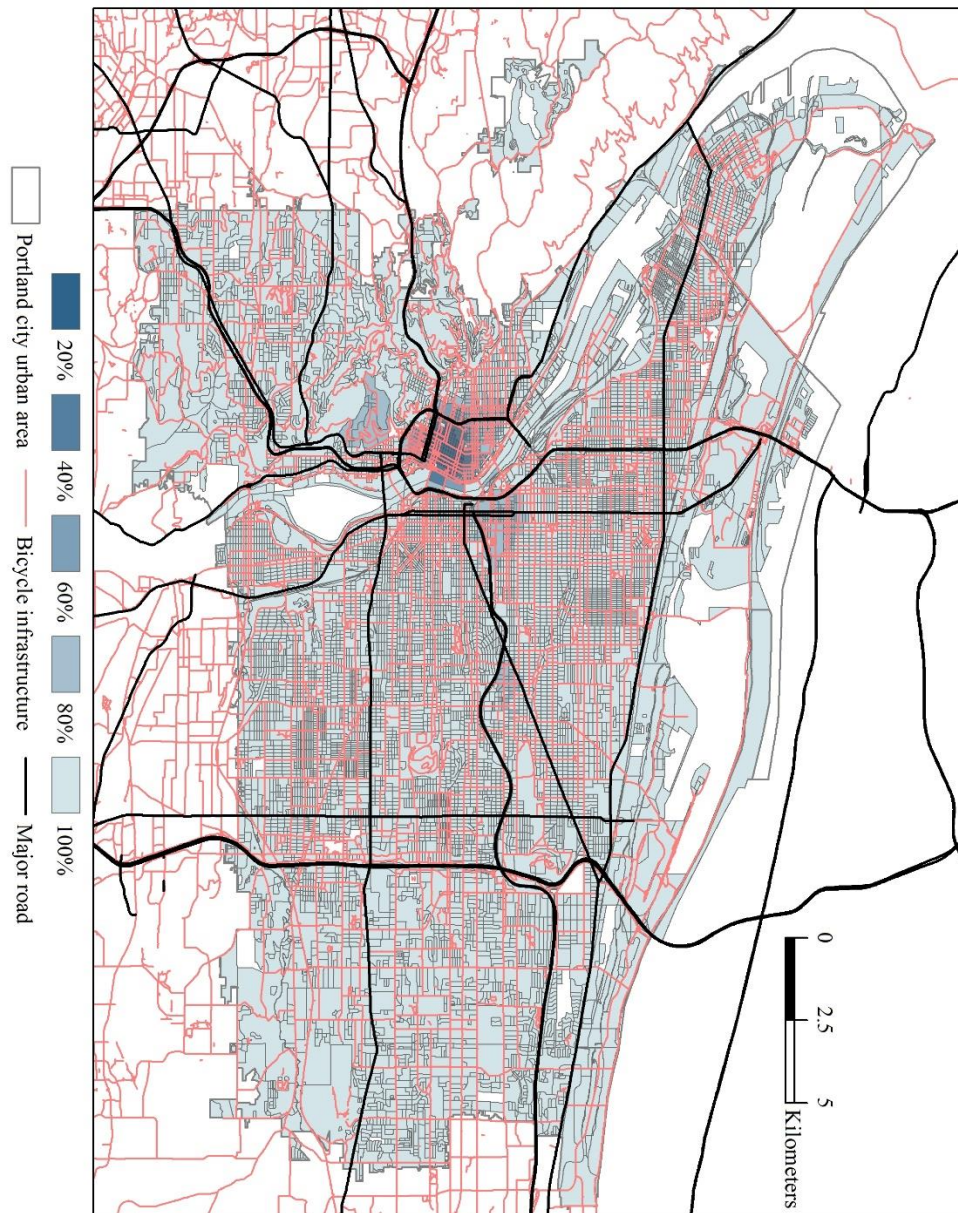 0 2.5 5
Kilometers
20% 40% 60% 80% 100%
Portland city urban area Bicycle infrastructure Major road